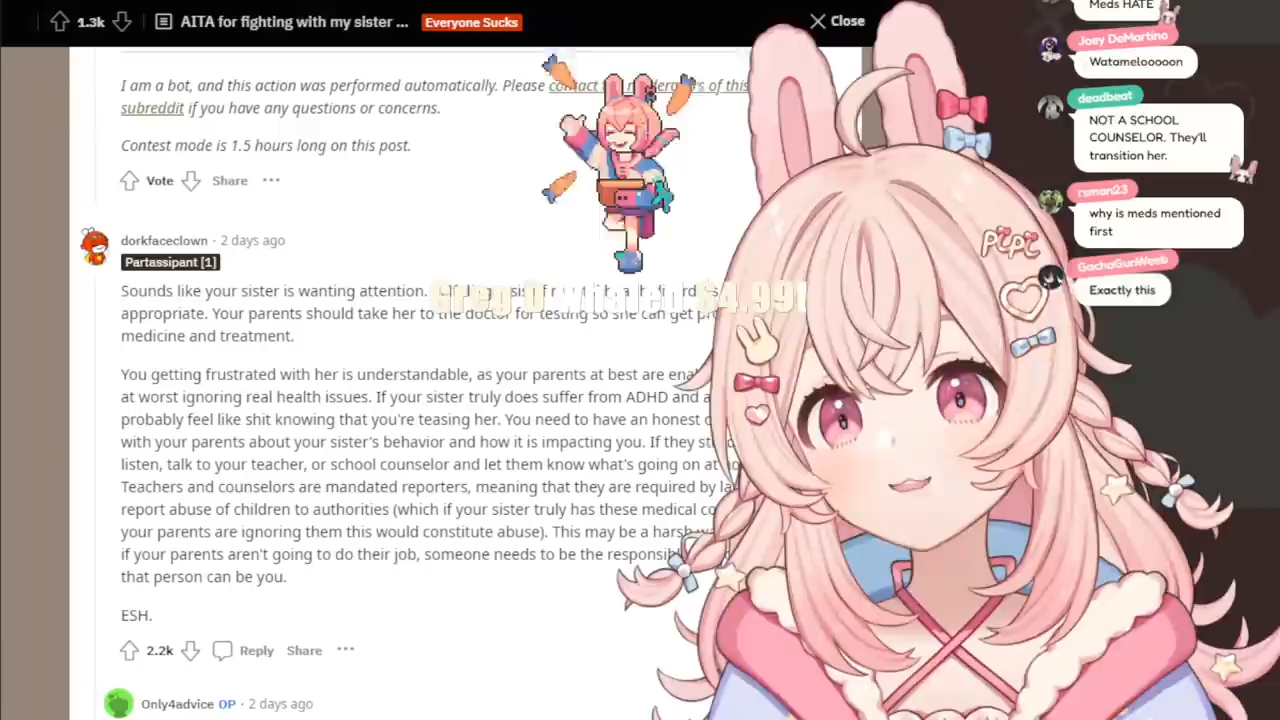 1.3k
AITA for fighting with my sister ...
Everyone Sucks
Close
I am a bot, and this action was performed automatically. Please contact of this
subreddit if you have any questions or concerns.
Contest mode is 1.5 hours long on this post.
Vote
Share
dorkfaceclown · 2 days ago
Partassipant [1]
Sounds like your sister is wanting attention.
appropriate. Your parents should take her to the doctor for testing so she can get
medicine and treatment.
You getting frustrated with her is understandable, as your parents at best are
at worst ignoring real health issues. If your sister truly does suffer from ADHD and
probably feel like shit knowing that you're teasing her. You need to have an honest
with your parents about your sister's behavior and how it is impacting you. If they
listen, talk to your teacher, or school counselor and let them know what's going on at
Teachers and counselors are mandated reporters, meaning that they are required by
report abuse of children to authorities (which if your sister truly has these medical
your parents are ignoring them this would constitute abuse). This may be a harsh
if your parents aren't going to do their job, someone needs to be the
that person can be you.
ESH.
2.2k
Reply
Share
Only4advice OP · 2 days ago
$4.99!
PiPi
Meds HATE
Joey DeMartino
Watamelooooon
deadbeat
NOT A SCHOOL
COUNSELOR. They'll
transition her.
rsman23
why is meds mentioned
first
GachaGunWeeb
Exactly this